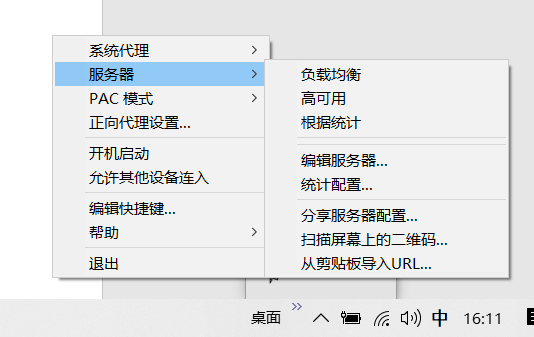 系统代理
服务器
PAC 模式
正向代理设置...
开机启动
允许其他设备连入
编辑快捷键...
帮助
退出
负载均衡
高可用
根据统计
编辑服务器...
统计配置...
分享服务器配置...
扫描屏幕上的二维码...
从剪贴板导入URL...
桌面
中
16:11